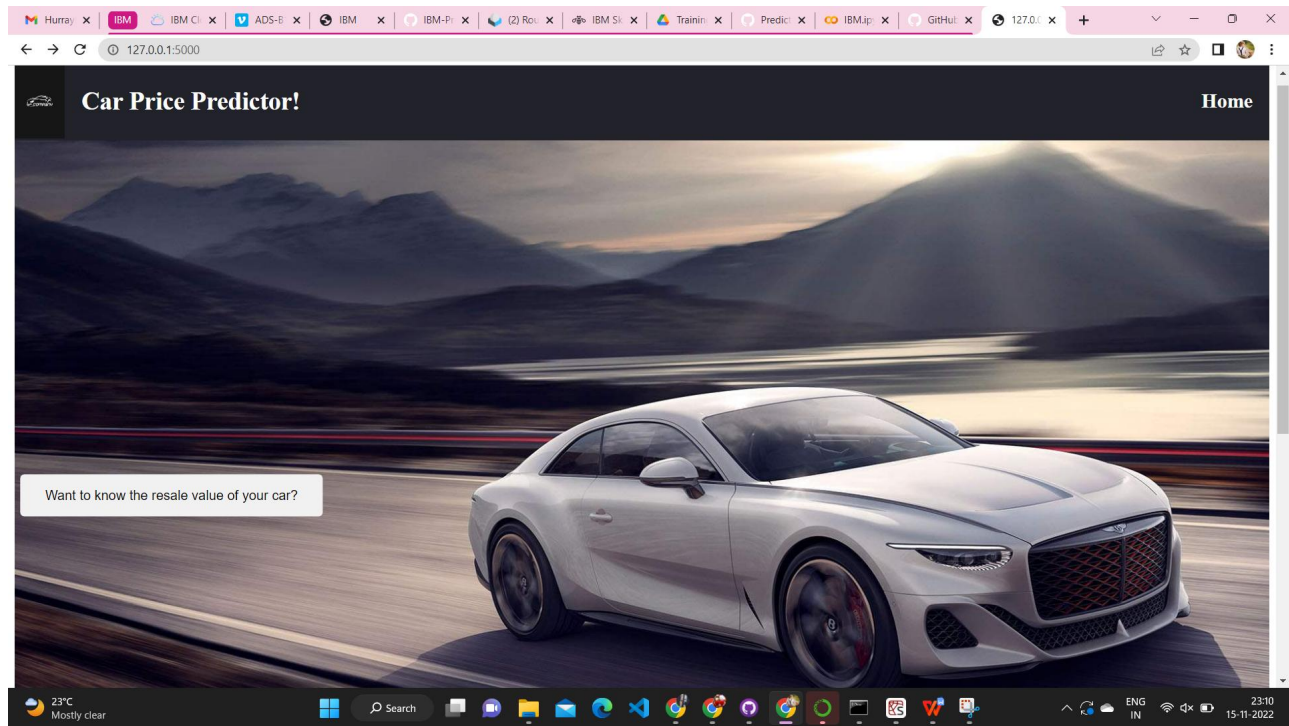 Hurray
IBM
IBM Cl
ADS-B
IBM
IBM-Pr
(2) Rou
IBM Sk
Trainin
Predict
IBM.ip
GitHub
127.0.0
127.0.0.1:5000
Car Price Predictor!
Home
Want to know the resale value of your car?
23°C
Mostly clear
Search
ENG
IN
23:10
15-11-2022